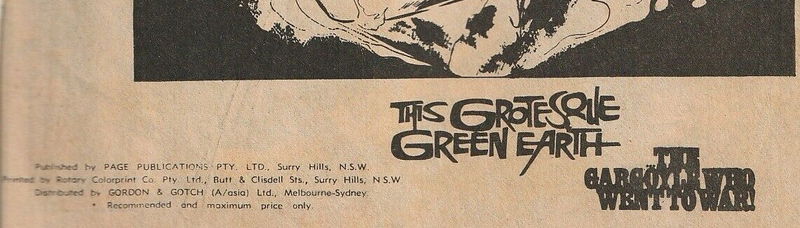 THIS GROTESQUE
GREEN EARTH
THE
GARGOYLE WHO
WENT TO WAR!
Published by PAGE PUBLICATIONS PTY. LTD., Surry Hills, N.S.W.
Printed by Rotary Colorprint Co. Pty. Ltd., Butt & Clisdell Sts., Surry Hills, N.S.W.
Distributed by GORDON & GOTCH (A/asia) Ltd., Melbourne-Sydney.
* Recommended and maximum price only.